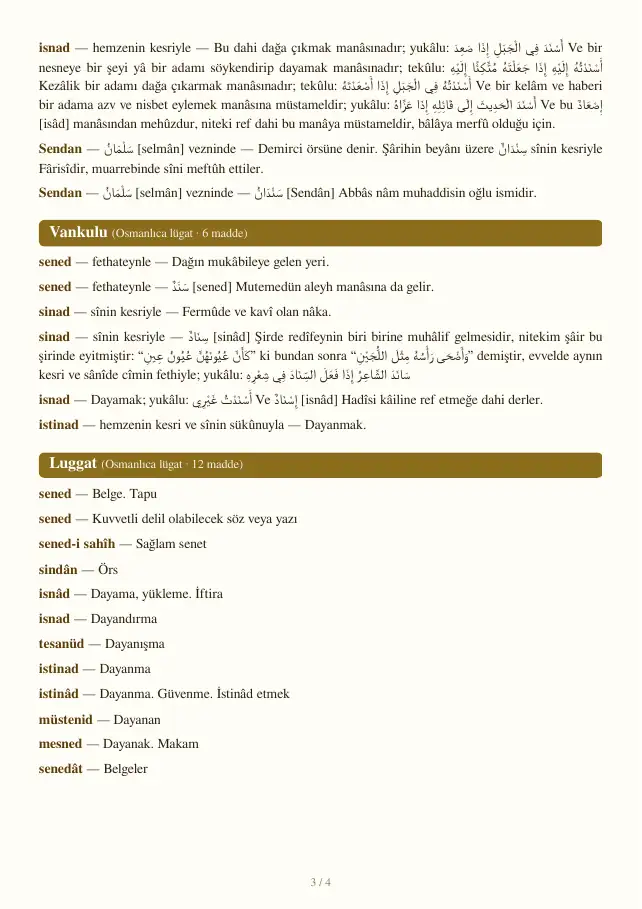 isnad — hemzenin kesriyle — Bu dahi dağa çıkmak manâsınadır; yukâlu: أَسْنَدَ فِي الْجَبَلِ إِذَا صَعِدَ Ve bir
nesneye bir şeyi yâ bir adamı söykendirip dayamak manâsınadır; tekûlu: أَسْنَدْتُهُ إِلَيْهِ إِذَا جَعَلْتَهُ مُتَّكِئًا إِلَيْهِ
Kezâlik bir adamı dağa çıkarmak manâsınadır; tekûlu: أَسْنَدْتُهُ فِي الْجَبَلِ إِذَا أَصْعَدْتَهُ Ve bir kelâm ve haberi
bir adama azv ve nisbet eylemek manâsına müstameldir; yukâlu: أَسْنَدَ الْحَدِيثَ إِلَى قَائِلِهِ إِذَا عَزَاهُ Ve bu إِصْعَادٌ
[isâd] manâsından mehûzdur, niteki ref dahi bu manâya müstameldir, bâlâya merfû olduğu için.
Sendan — سَلْمَانُ [selmân] vezninde — Demirci örsüne denir. Şârihin beyânı üzere سِنْدَانٌ sînin kesriyle
Fârisîdir, muarrebinde sîni meftûh ettiler.
Sendan — سَلْمَانُ [selmân] vezninde — سَنْدَانُ [Sendân] Abbâs nâm muhaddisin oğlu ismidir.
Vankulu (Osmanlıca lügat · 6 madde)
sened — fethateynle — Dağın mukâbileye gelen yeri.
sened — fethateynle — سَنَدٌ [sened] Mutemedün aleyh manâsına da gelir.
sinad — sînin kesriyle — Fermûde ve kavî olan nâka.
sinad — sînin kesriyle — سِنَادٌ [sinâd] Şirde redîfeynin biri birine muhâlif gelmesidir, nitekim şâir bu
şirinde eyitmiştir: “كَأَنَّ عُيُونَهُنَّ عُيُونُ عِينِ” ki bundan sonra “وَأَضْحَى رَأْسُهُ مِثْلَ اللُّجَيْنِ” demiştir, evvelde aynın
kesri ve sânîde cîmin fethiyle; yukâlu: سَانَدَ الشَّاعِرُ إِذَا فَعَلَ السِّنَادَ فِي شِعْرِهِ
isnad — Dayamak; yukâlu: أَسْنَدْتُ غَيْرِي Ve إِسْنَادٌ [isnâd] Hadîsi kâiline ref etmeğe dahi derler.
istinad — hemzenin kesri ve sînin sükûnuyla — Dayanmak.
Luggat (Osmanlıca lügat · 12 madde)
sened — Belge. Tapu
sened — Kuvvetli delil olabilecek söz veya yazı
sened-i sahîh — Sağlam senet
sindân — Örs
isnâd — Dayama, yükleme. İftira
isnad — Dayandırma
tesanüd — Dayanışma
istinad — Dayanma
istinâd — Dayanma. Güvenme. İstinâd etmek
müstenid — Dayanan
mesned — Dayanak. Makam
senedât — Belgeler
3 / 4